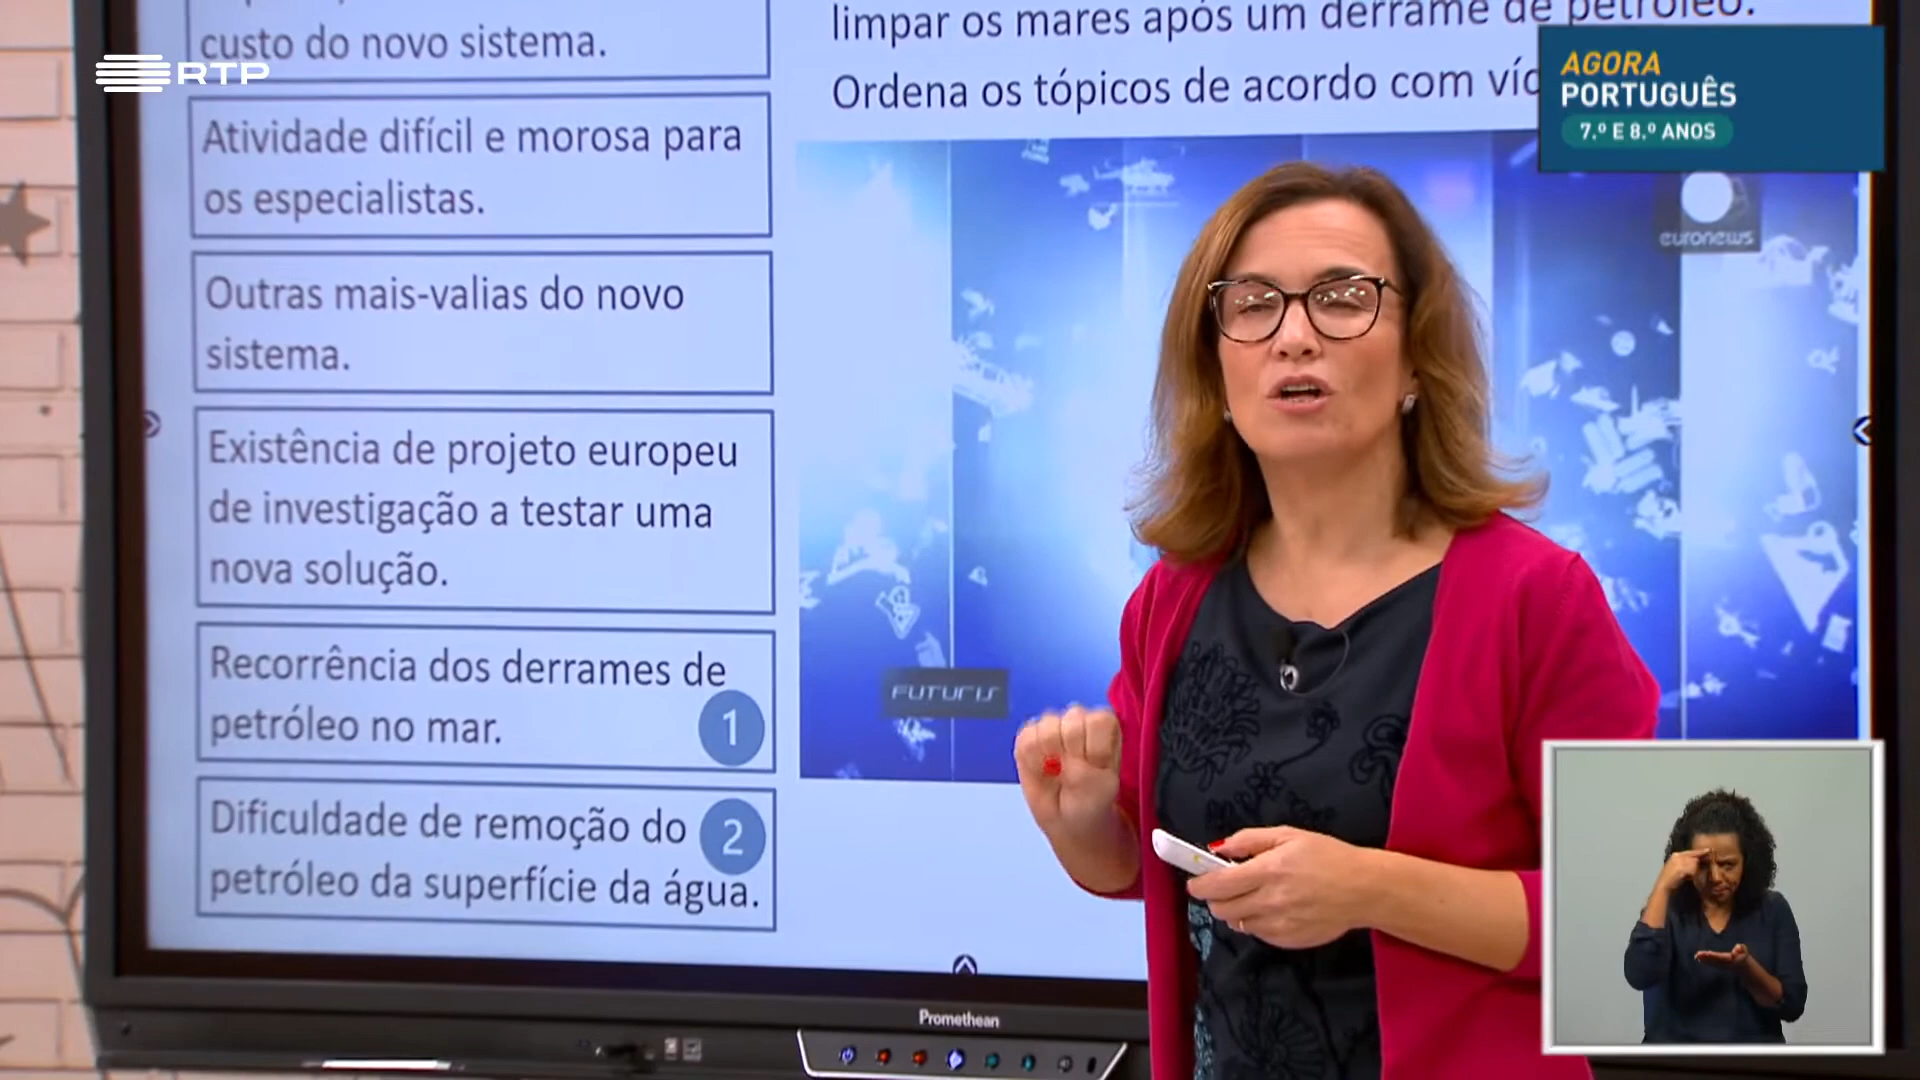 custo do novo sistema.
RTP
Atividade difícil e morosa para
os especialistas.
Outras mais-valias do novo
sistema.
Existência de projeto europeu
de investigação a testar uma
nova solução.
Recorrência dos derrames de
petróleo no mar.
1
Dificuldade de remoção do
2
petróleo da superfície da água.
limpar os mares após um derrame de petróleo.
Ordena os tópicos de acordo com
AGORA
PORTUGUÊS
7.º E 8.º ANOS
euronews
FUTURIS
Promethean